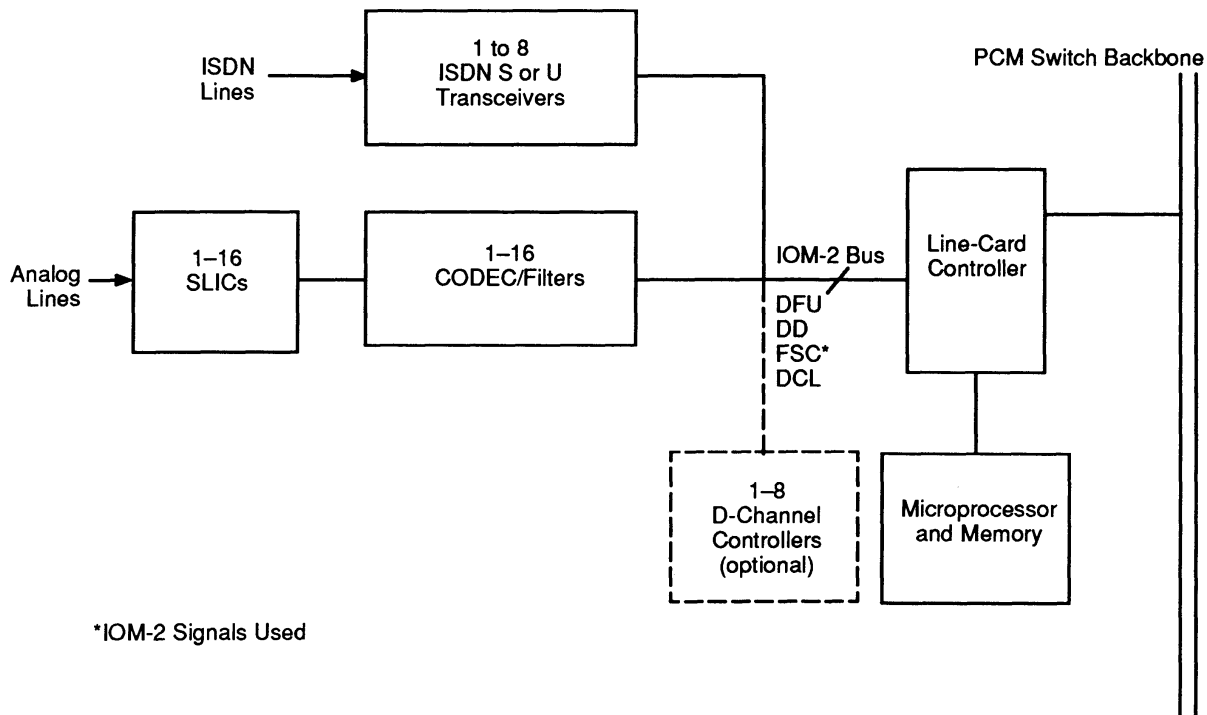 ISDN
Lines
1 to 8
ISDN S or U
Transceivers
PCM Switch Backbone
Analog
Lines
1–16
SLICs
1–16
CODEC/Filters
IOM-2 Bus
DFU
DD
FSC*
DCL
Line-Card
Controller
1–8
D-Channel
Controllers
(optional)
Microprocessor
and Memory
*IOM-2 Signals Used